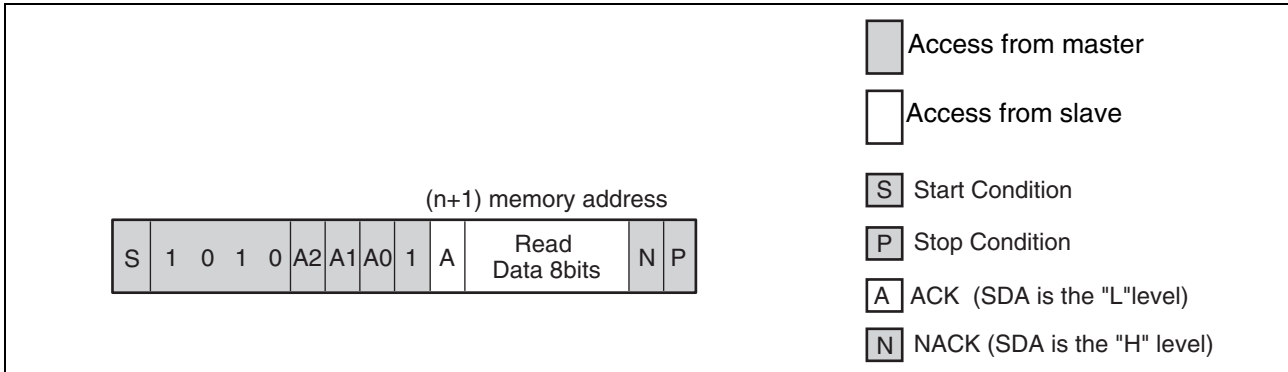 (n+1) memory address
S 1 0 1 0 A2 A1 A0 1 A Read Data 8bits N P
Access from master
Access from slave
S Start Condition
P Stop Condition
A ACK (SDA is the "L"level)
N NACK (SDA is the "H" level)